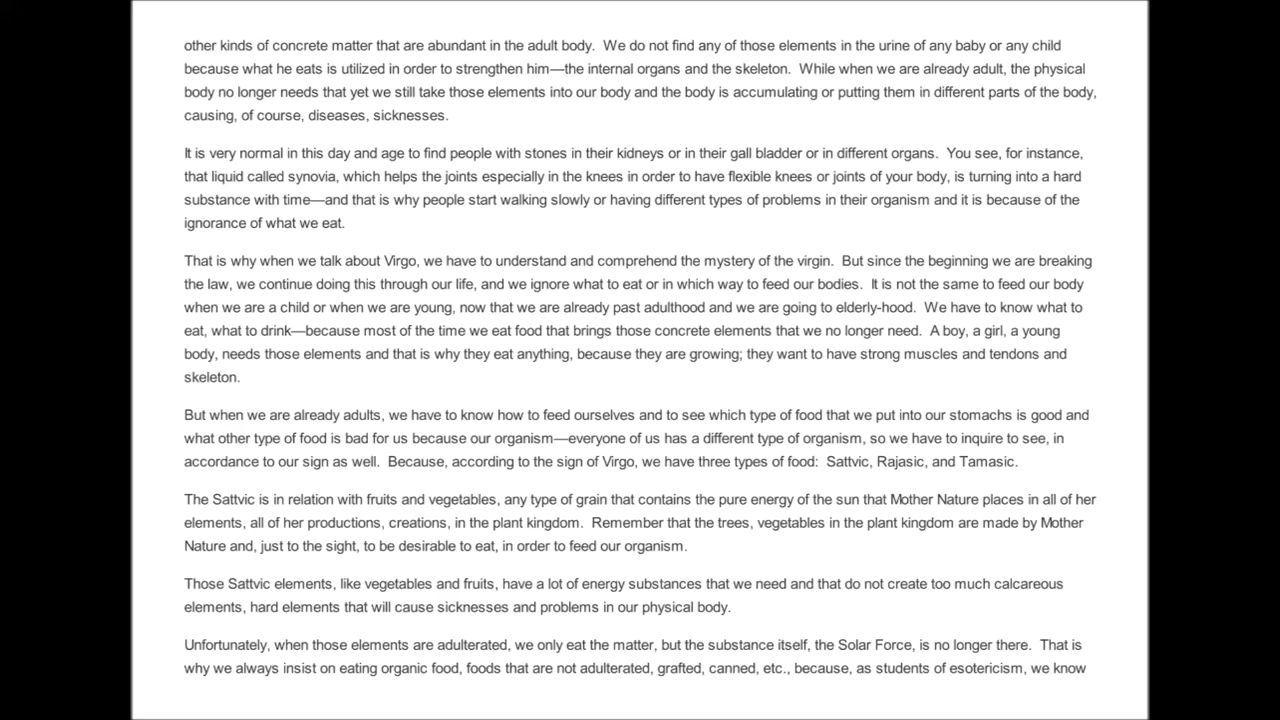 other kinds of concrete matter that are abundant in the adult body.  We do not find any of those elements in the urine of any baby or any child
because what he eats is utilized in order to strengthen him—the internal organs and the skeleton.  While when we are already adult, the physical
body no longer needs that yet we still take those elements into our body and the body is accumulating or putting them in different parts of the body,
causing, of course, diseases, sicknesses.
It is very normal in this day and age to find people with stones in their kidneys or in their gall bladder or in different organs.  You see, for instance,
that liquid called synovia, which helps the joints especially in the knees in order to have flexible knees or joints of your body, is turning into a hard
substance with time—and that is why people start walking slowly or having different types of problems in their organism and it is because of the
ignorance of what we eat.
That is why when we talk about Virgo, we have to understand and comprehend the mystery of the virgin.  But since the beginning we are breaking
the law, we continue doing this through our life, and we ignore what to eat or in which way to feed our bodies.  It is not the same to feed our body
when we are a child or when we are young, now that we are already past adulthood and we are going to elderly-hood.  We have to know what to
eat, what to drink—because most of the time we eat food that brings those concrete elements that we no longer need.  A boy, a girl, a young
body, needs those elements and that is why they eat anything, because they are growing; they want to have strong muscles and tendons and
skeleton.
But when we are already adults, we have to know how to feed ourselves and to see which type of food that we put into our stomachs is good and
what other type of food is bad for us because our organism—everyone of us has a different type of organism, so we have to inquire to see, in
accordance to our sign as well.  Because, according to the sign of Virgo, we have three types of food:  Sattvic, Rajasic, and Tamasic.
The Sattvic is in relation with fruits and vegetables, any type of grain that contains the pure energy of the sun that Mother Nature places in all of her
elements, all of her productions, creations, in the plant kingdom.  Remember that the trees, vegetables in the plant kingdom are made by Mother
Nature and, just to the sight, to be desirable to eat, in order to feed our organism.
Those Sattvic elements, like vegetables and fruits, have a lot of energy substances that we need and that do not create too much calcareous
elements, hard elements that will cause sicknesses and problems in our physical body.
Unfortunately, when those elements are adulterated, we only eat the matter, but the substance itself, the Solar Force, is no longer there.  That is
why we always insist on eating organic food, foods that are not adulterated, grafted, canned, etc., because, as students of esotericism, we know